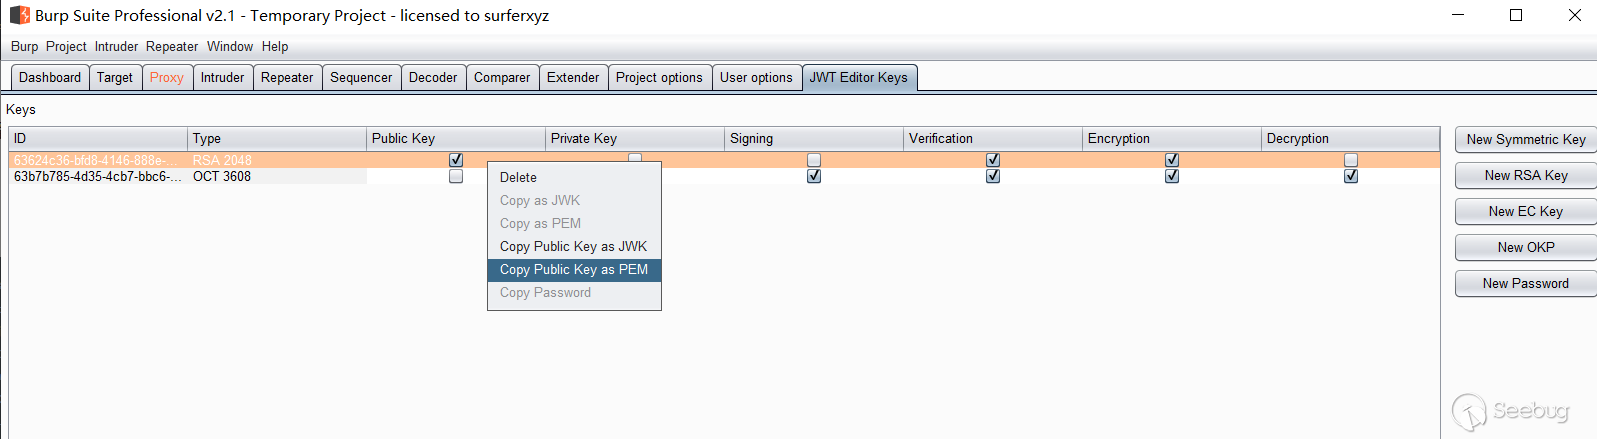 Burp Suite Professional v2.1 - Temporary Project - licensed to surferxyz
Burp Project Intruder Repeater Window Help
Dashboard Target Proxy Intruder Repeater Sequencer Decoder Comparer Extender Project options User options JWT Editor Keys
Keys
ID Type Public Key Private Key Signing Verification Encryption Decryption
63624c36-bfd8-4146-888e-... RSA 2048
63b7b785-4d35-4cb7-bbc6-... OCT 3608
Delete
Copy as JWK
Copy as PEM
Copy Public Key as JWK
Copy Public Key as PEM
Copy Password
New Symmetric Key
New RSA Key
New EC Key
New OKP
New Password
Seebug